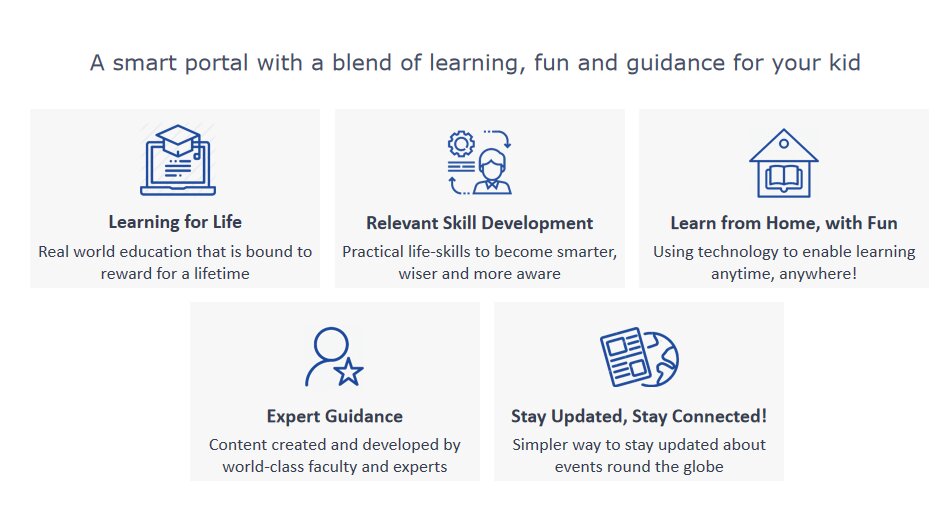 A smart portal with a blend of learning, fun and guidance for your kid
Learning for Life
Real world education that is bound to
reward for a lifetime
Relevant Skill Development
Practical life-skills to become smarter,
wiser and more aware
Learn from Home, with Fun
Using technology to enable learning
anytime, anywhere!
Expert Guidance
Content created and developed by
world-class faculty and experts
Stay Updated, Stay Connected!
Simpler way to stay updated about
events round the globe